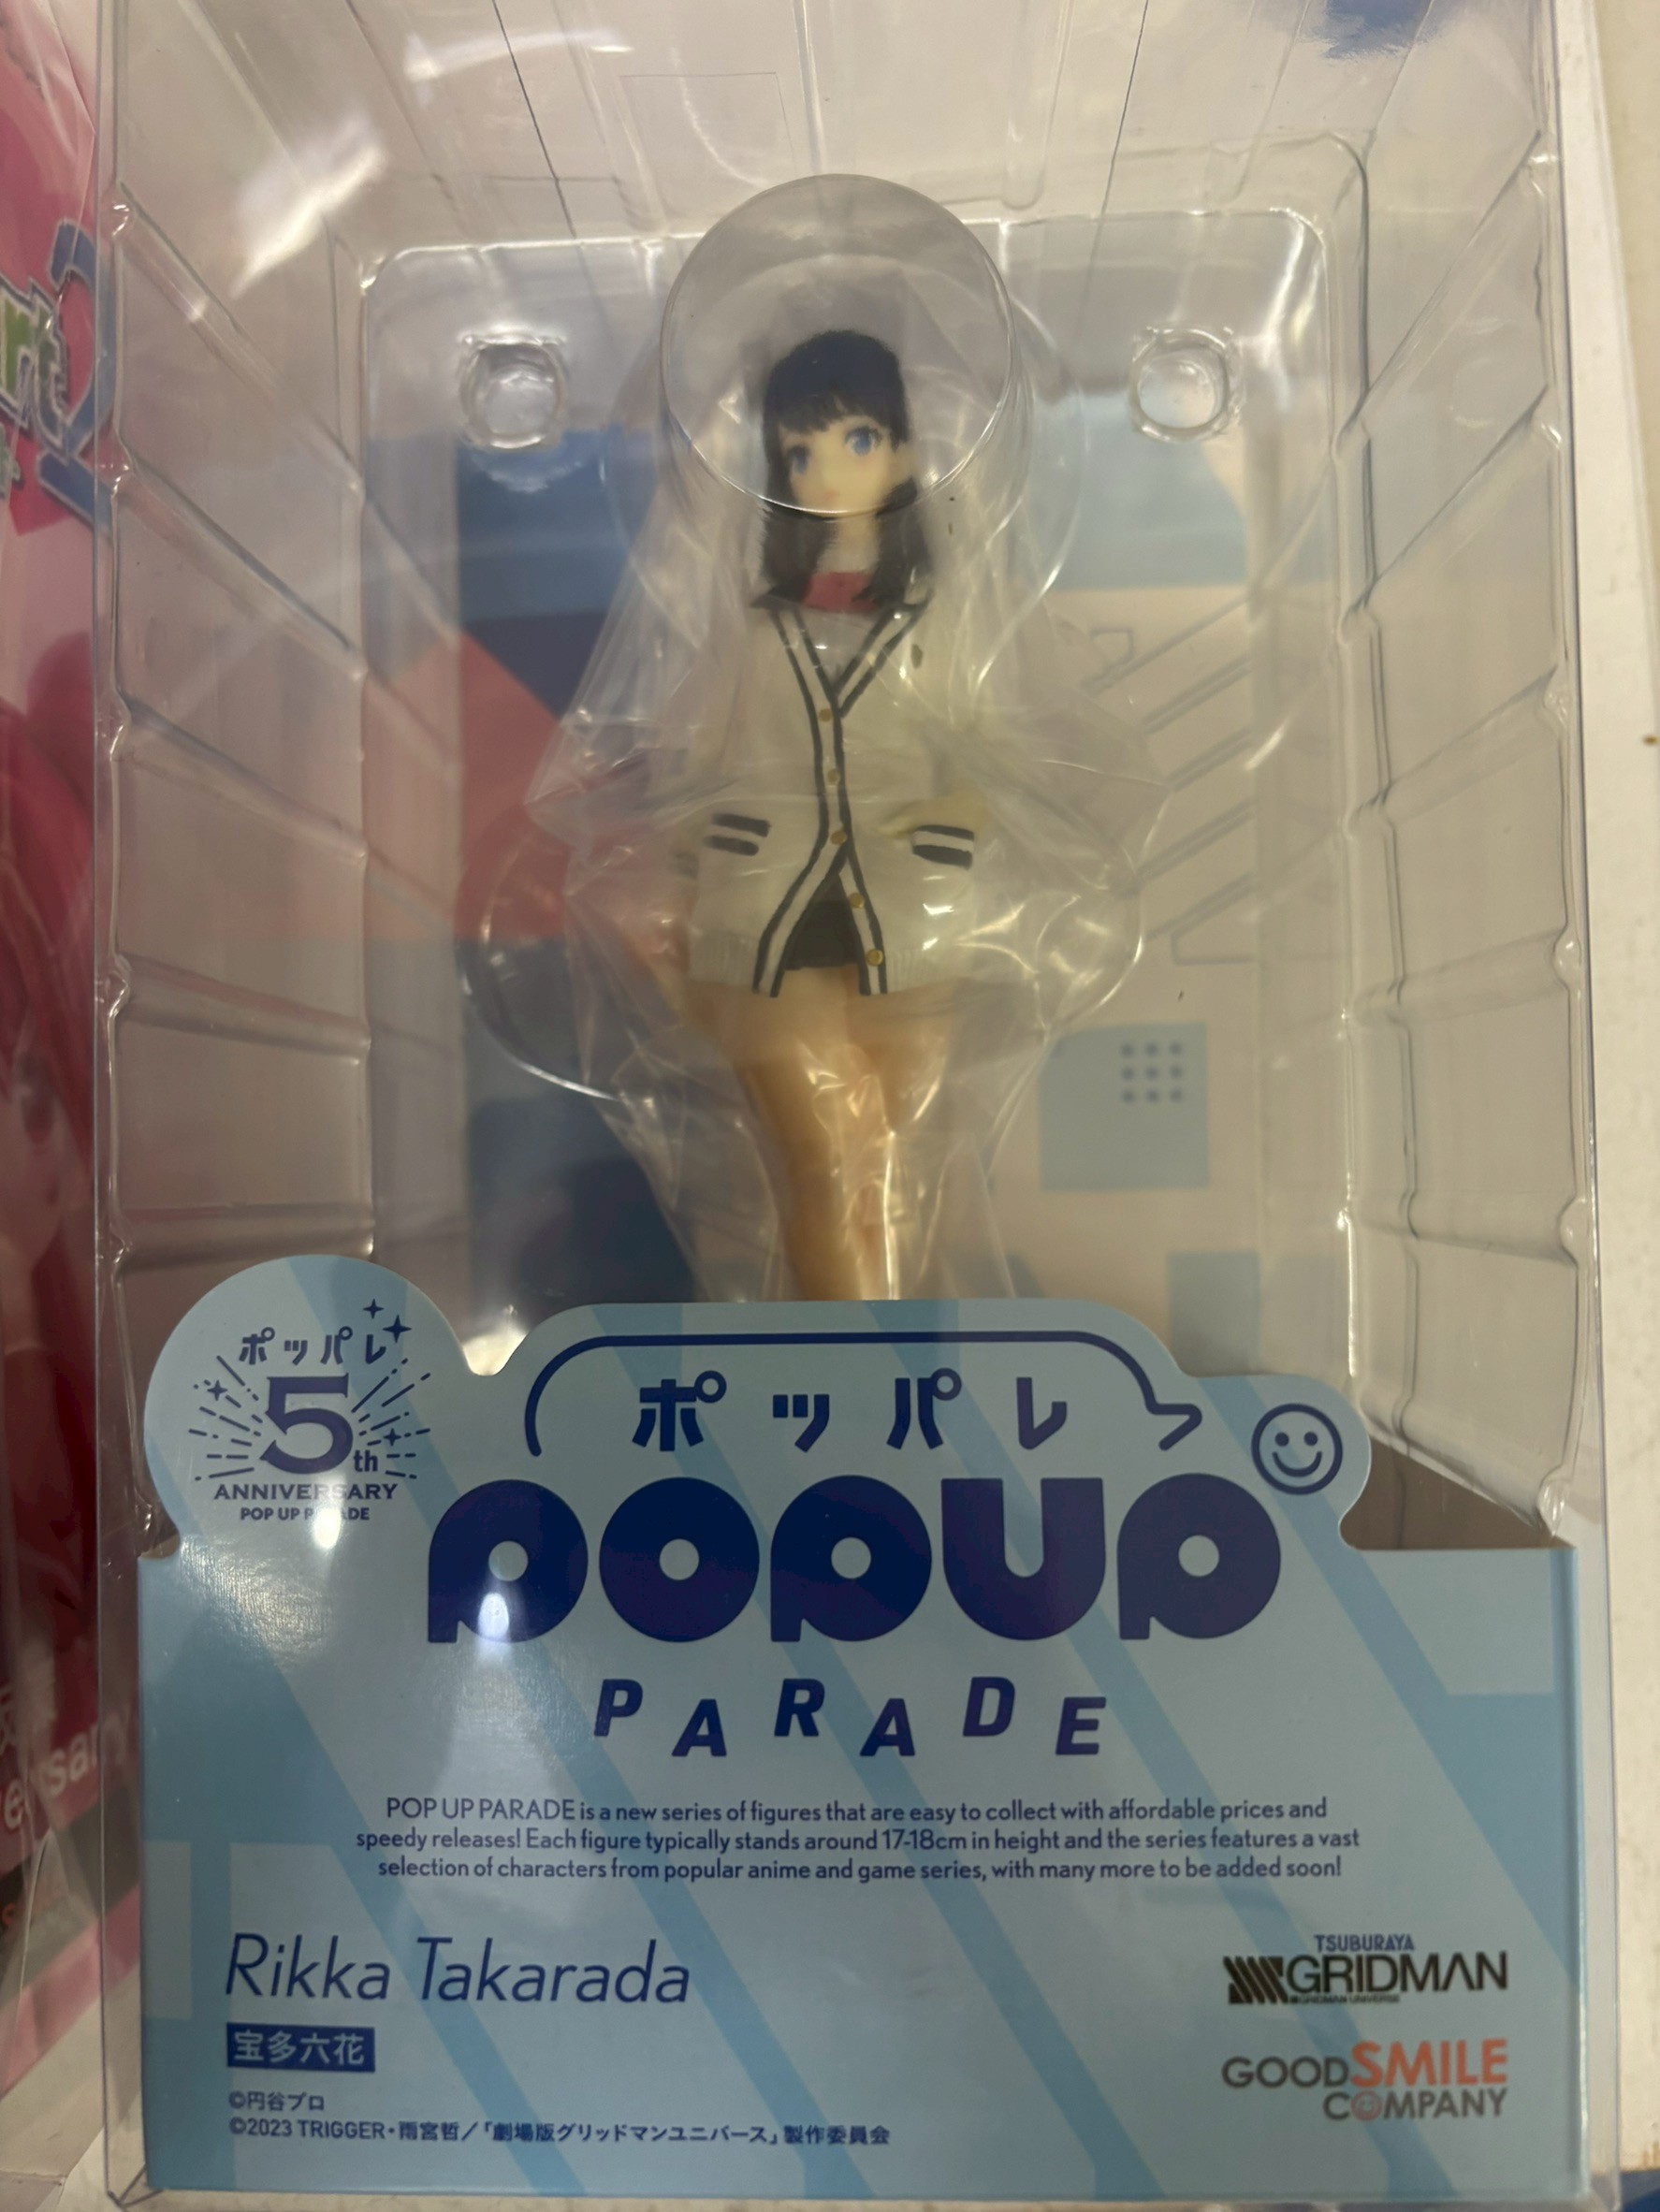 ポッパレ
5th
ANNIVERSARY
POP UP PARADE
ポッパレ
POP UP
PARADE
POP UP PARADE is a new series of figures that are easy to collect with affordable prices and
speedy releases! Each figure typically stands around 17-18cm in height and the series features a vast
selection of characters from popular anime and game series, with many more to be added soon!
Rikka Takarada
宝多六花
TSUBURAYA
GRIDMAN
GRIDMAN UNIVERSE
GOODSMILE
COMPANY
©円谷プロ
©2023 TRIGGER・雨宮哲／「劇場版グリッドマンユニバース」製作委員会